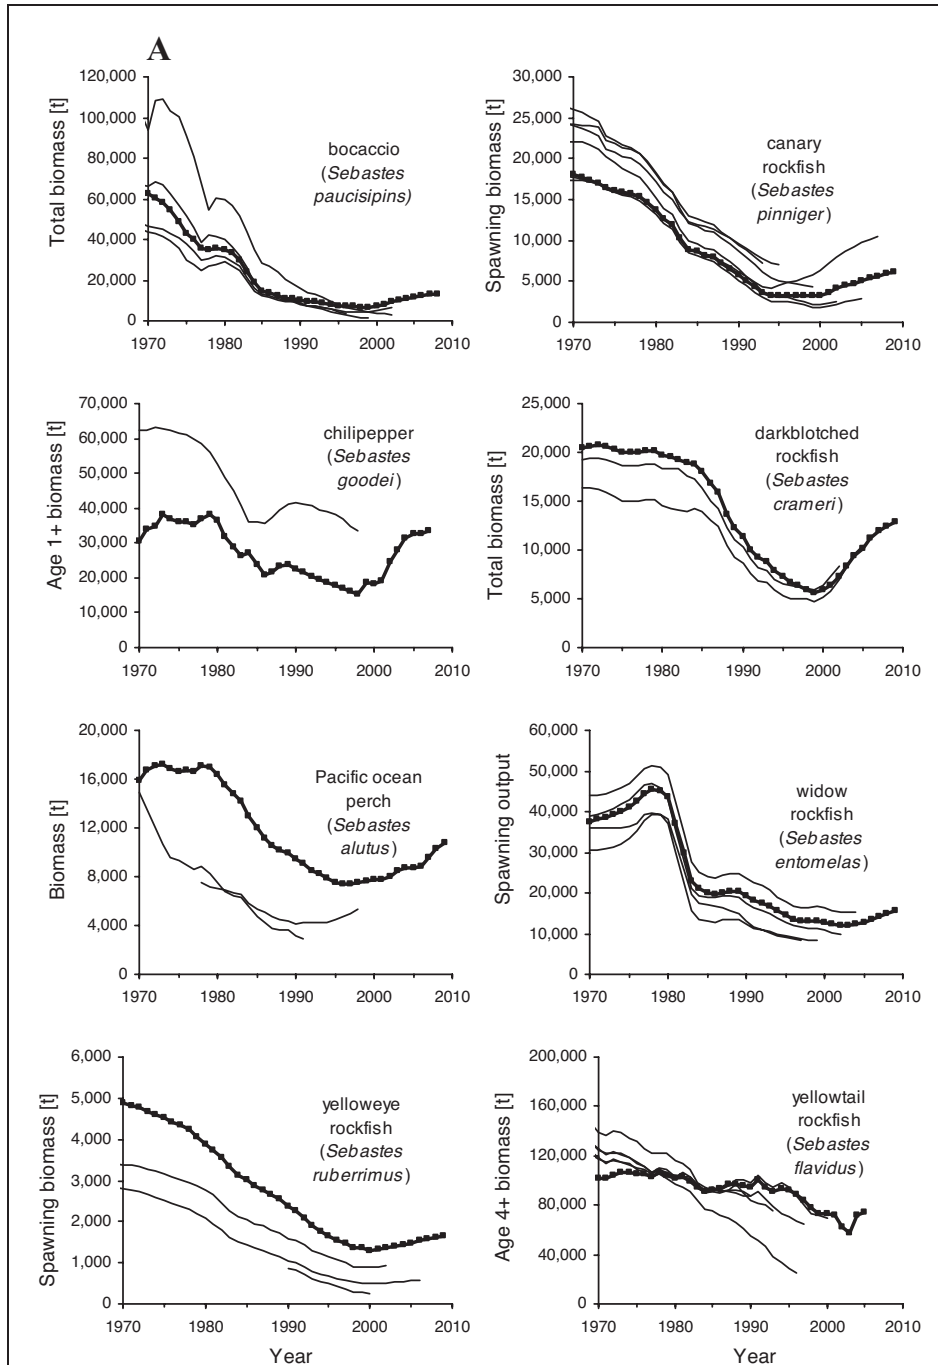 A
Total biomass [t]
120,000
100,000
80,000
60,000
40,000
20,000
0
bocaccio
(Sebastes
paucisipins)
1970
1980
1990
2000
2010
Spawning biomass [t]
30,000
25,000
20,000
15,000
10,000
5,000
0
canary
rockfish
(Sebastes
pinniger)
1970
1980
1990
2000
2010
Age 1+ biomass [t]
70,000
60,000
50,000
40,000
30,000
20,000
10,000
0
chilipepper
(Sebastes
goodei)
1970
1980
1990
2000
2010
Total biomass [t]
25,000
20,000
15,000
10,000
5,000
0
darkblotched
rockfish
(Sebastes
crameri)
1970
1980
1990
2000
2010
Biomass [t]
20,000
16,000
12,000
8,000
4,000
0
Pacific ocean
perch
(Sebastes
alutus)
1970
1980
1990
2000
2010
Spawning output
60,000
50,000
40,000
30,000
20,000
10,000
0
widow
rockfish
(Sebastes
entomelas)
1970
1980
1990
2000
2010
Spawning biomass [t]
6,000
5,000
4,000
3,000
2,000
1,000
0
yelloweye
rockfish
(Sebastes
ruberrimus)
1970
1980
1990
2000
2010
Year
Age 4+ biomass [t]
200,000
160,000
120,000
80,000
40,000
0
yellowtail
rockfish
(Sebastes
flavidus)
1970
1980
1990
2000
2010
Year